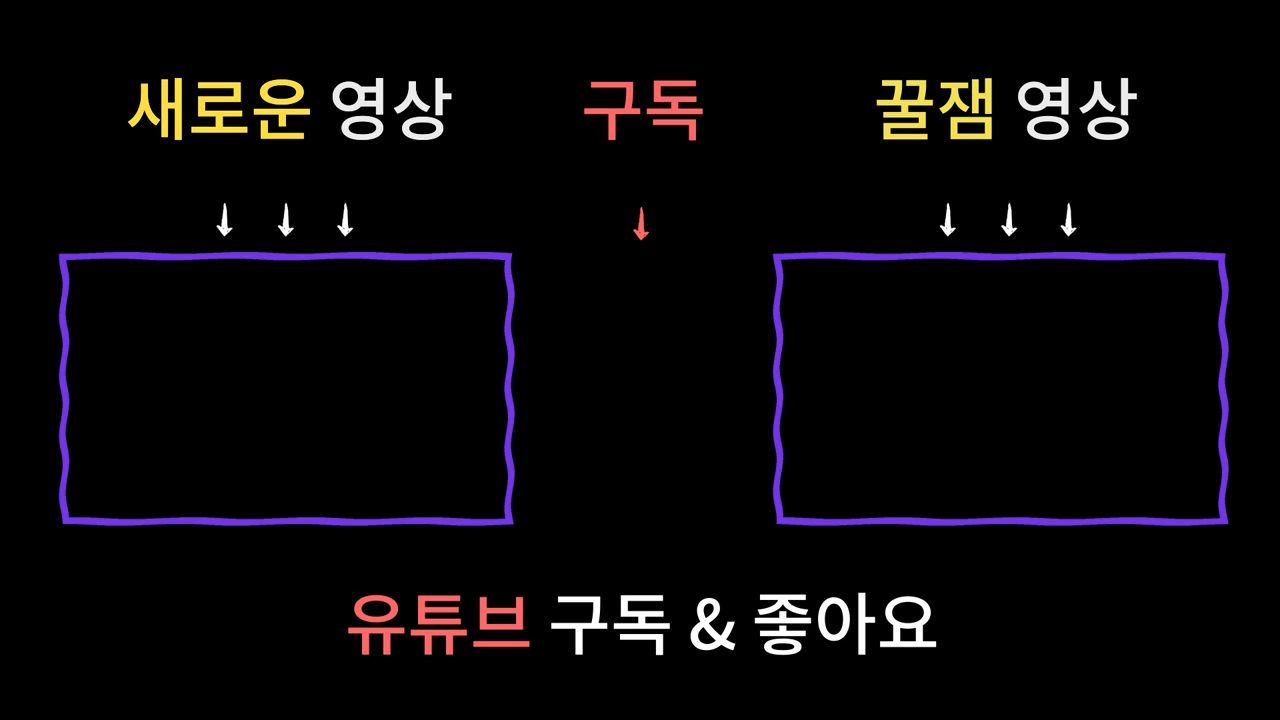 새로운 영상
구독
꿀잼 영상
유튜브 구독 & 좋아요